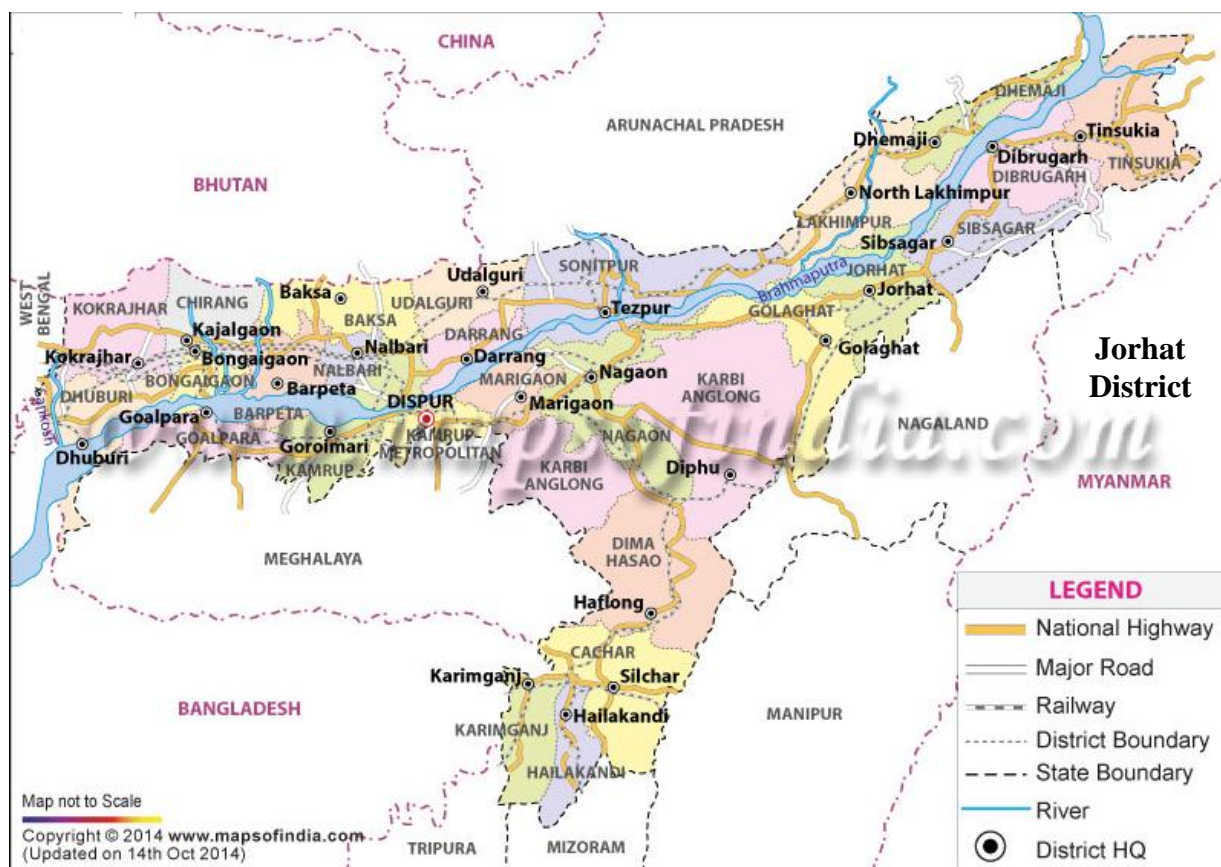 CHINA
ARUNACHAL PRADESH
BHUTAN
DHEMAJI
Dhemaji
Tinsukia
Dibrugarh
DIBRUGARH
TINSUKIA
North Lakhimpur
LAKHIMPUR
SIBSAGAR
Sibsagar
WEST
BENGAL
KOKRAJHAR
CHIRANG
Baksa
BAKSA
Udalguri
UDALGURI
SONITPUR
Tezpur
Brahmaputra
JORHAT
Jorhat
GOLAGHAT
Golaghat
Kajalgaon
Kokrajhar
Bongaigaon
BONGAIGAON
Nalbari
NALBARI
DARRANG
Darrang
Barpeta
BARPETA
DHUBURI
Sankosh
Goalpara
GOALPARA
Dhuburi
DISPUR
KAMRUP
METROPOLITAN
Goroimari
KAMRUP
MARIGAON
Marigaon
Nagaon
NAGAON
KARBI
ANGLONG
KARBI
ANGLONG
Diphu
Jorhat
District
NAGALAND
MYANMAR
www.mapsofindia.com
MEGHALAYA
DIMA
HASAO
Haflong
CACHAR
Karimganj
Silchar
KARIMGANJ
Hailakandi
HAILAKANDI
BANGLADESH
MANIPUR
TRIPURA
MIZORAM
LEGEND
National Highway
Major Road
Railway
District Boundary
State Boundary
River
District HQ
Map not to Scale
Copyright © 2014 www.mapsofindia.com
(Updated on 14th Oct 2014)